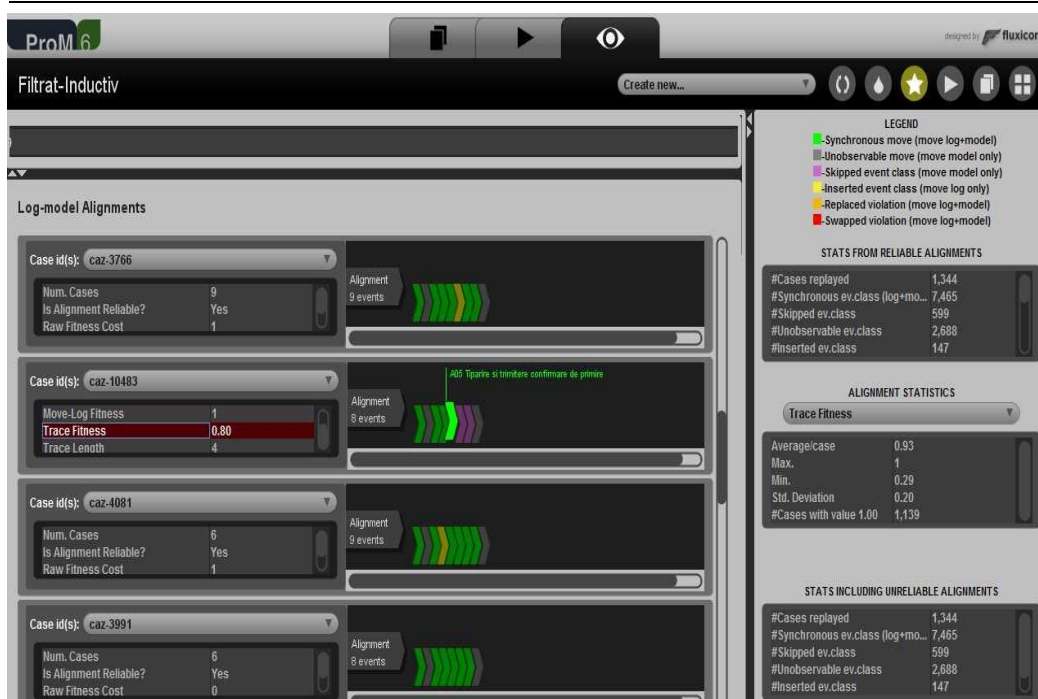 ProM 6
designed by fluxicon
Filtrat-Inductiv
Create new...
Log-model Alignments
Case id(s): caz-3766
Num. Cases 9
Is Alignment Reliable? Yes
Raw Fitness Cost 1
Alignment
9 events
Case id(s): caz-10483
Move-Log Fitness 1
Trace Fitness 0.80
Trace Length 4
Alignment
8 events
A05 Tiparire si trimitere confirmare de primire
Case id(s): caz-4081
Num. Cases 6
Is Alignment Reliable? Yes
Raw Fitness Cost 1
Alignment
9 events
Case id(s): caz-3991
Num. Cases 6
Is Alignment Reliable? Yes
Raw Fitness Cost 0
Alignment
8 events
LEGEND
-Synchronous move (move log+model)
-Unobservable move (move model only)
-Skipped event class (move model only)
-Inserted event class (move log only)
-Replaced violation (move log+model)
-Swapped violation (move log+model)
STATS FROM RELIABLE ALIGNMENTS
#Cases replayed 1,344
#Synchronous ev.class (log+mo... 7,465
#Skipped ev.class 599
#Unobservable ev.class 2,688
#Inserted ev.class 147
ALIGNMENT STATISTICS
Trace Fitness
Average/case 0.93
Max. 1
Min. 0.29
Std. Deviation 0.20
#Cases with value 1.00 1,139
STATS INCLUDING UNRELIABLE ALIGNMENTS
#Cases replayed 1,344
#Synchronous ev.class (log+mo... 7,465
#Skipped ev.class 599
#Unobservable ev.class 2,688
#Inserted ev.class 147